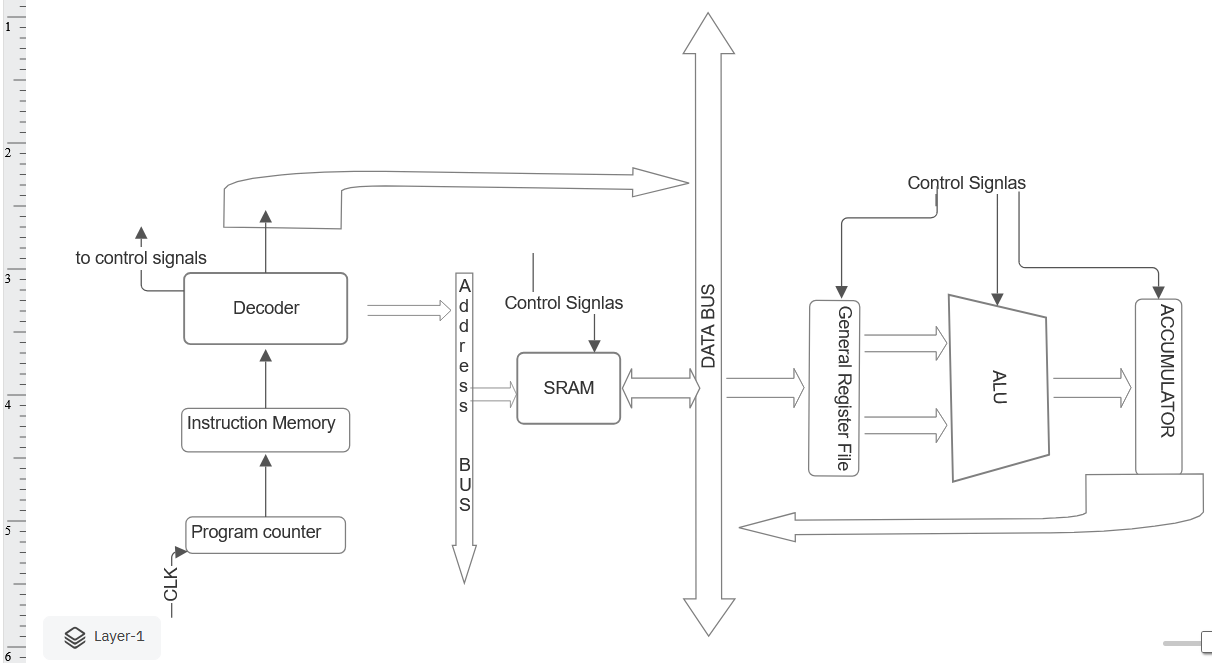 1
2
3
4
5
6
Control Signlas
to control signals
Decoder
Address BUS
Control Signlas
SRAM
DATA BUS
General Register File
ALU
ACCUMULATOR
Instruction Memory
Program counter
CLK
Layer-1